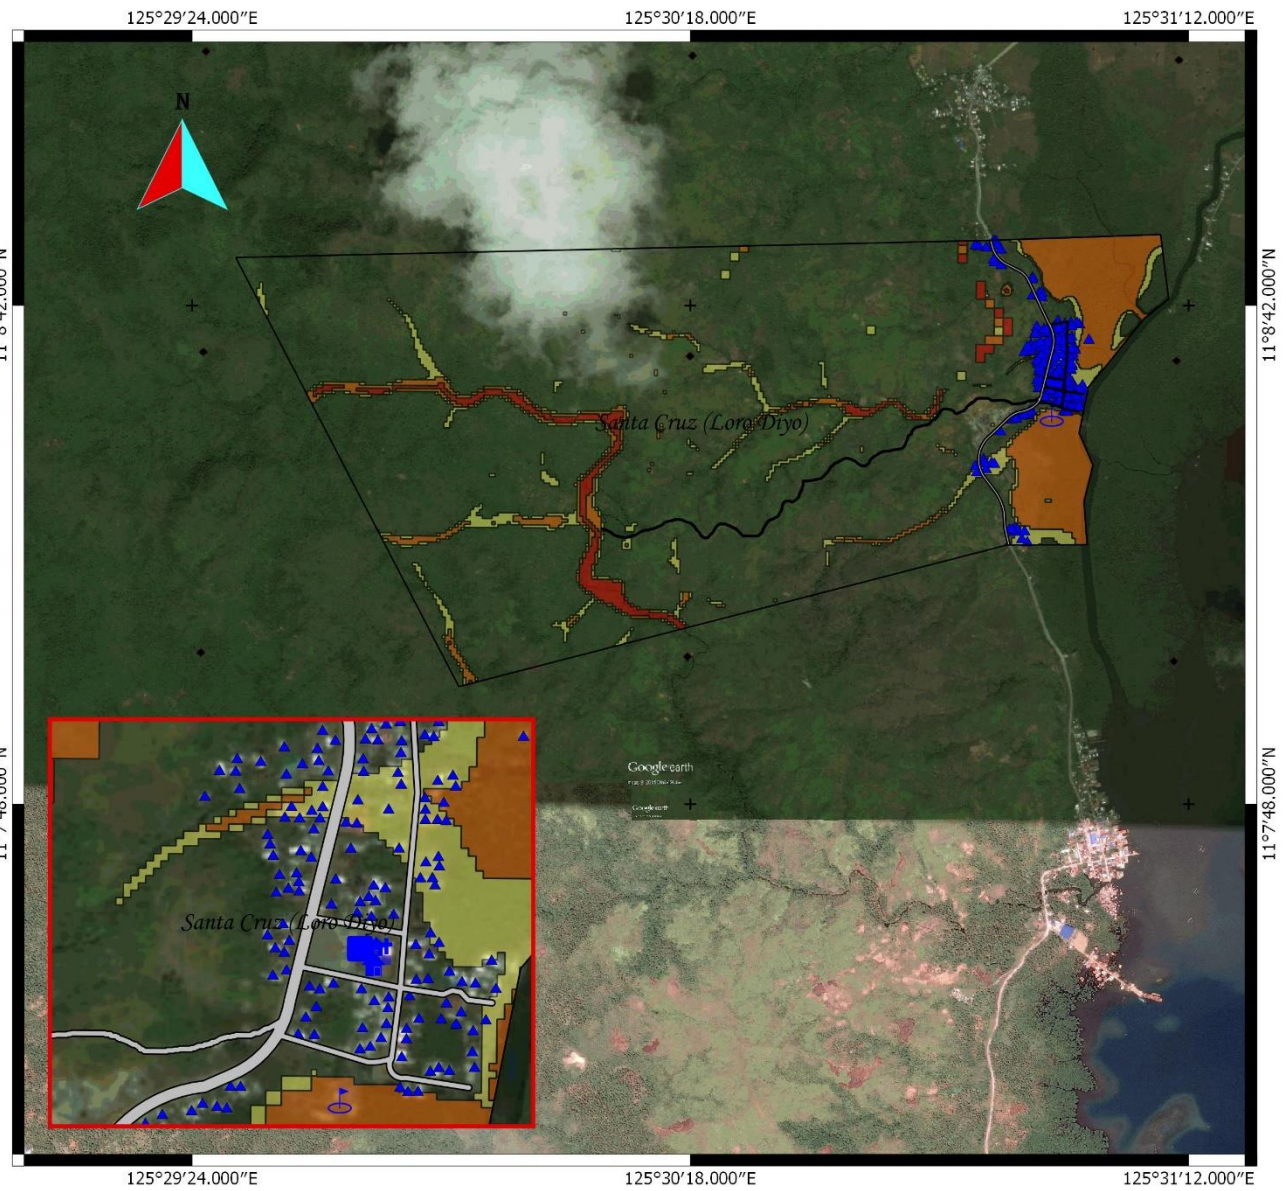 125°29′24.000″E 125°30′18.000″E 125°31′12.000″E
N
11°8′42.000″N
Santa Cruz (Loro Diyo)
Google earth
Google earth
Santa Cruz (Loro Diyo)
125°29′24.000″E 125°30′18.000″E 125°31′12.000″E
11°7′48.000″N